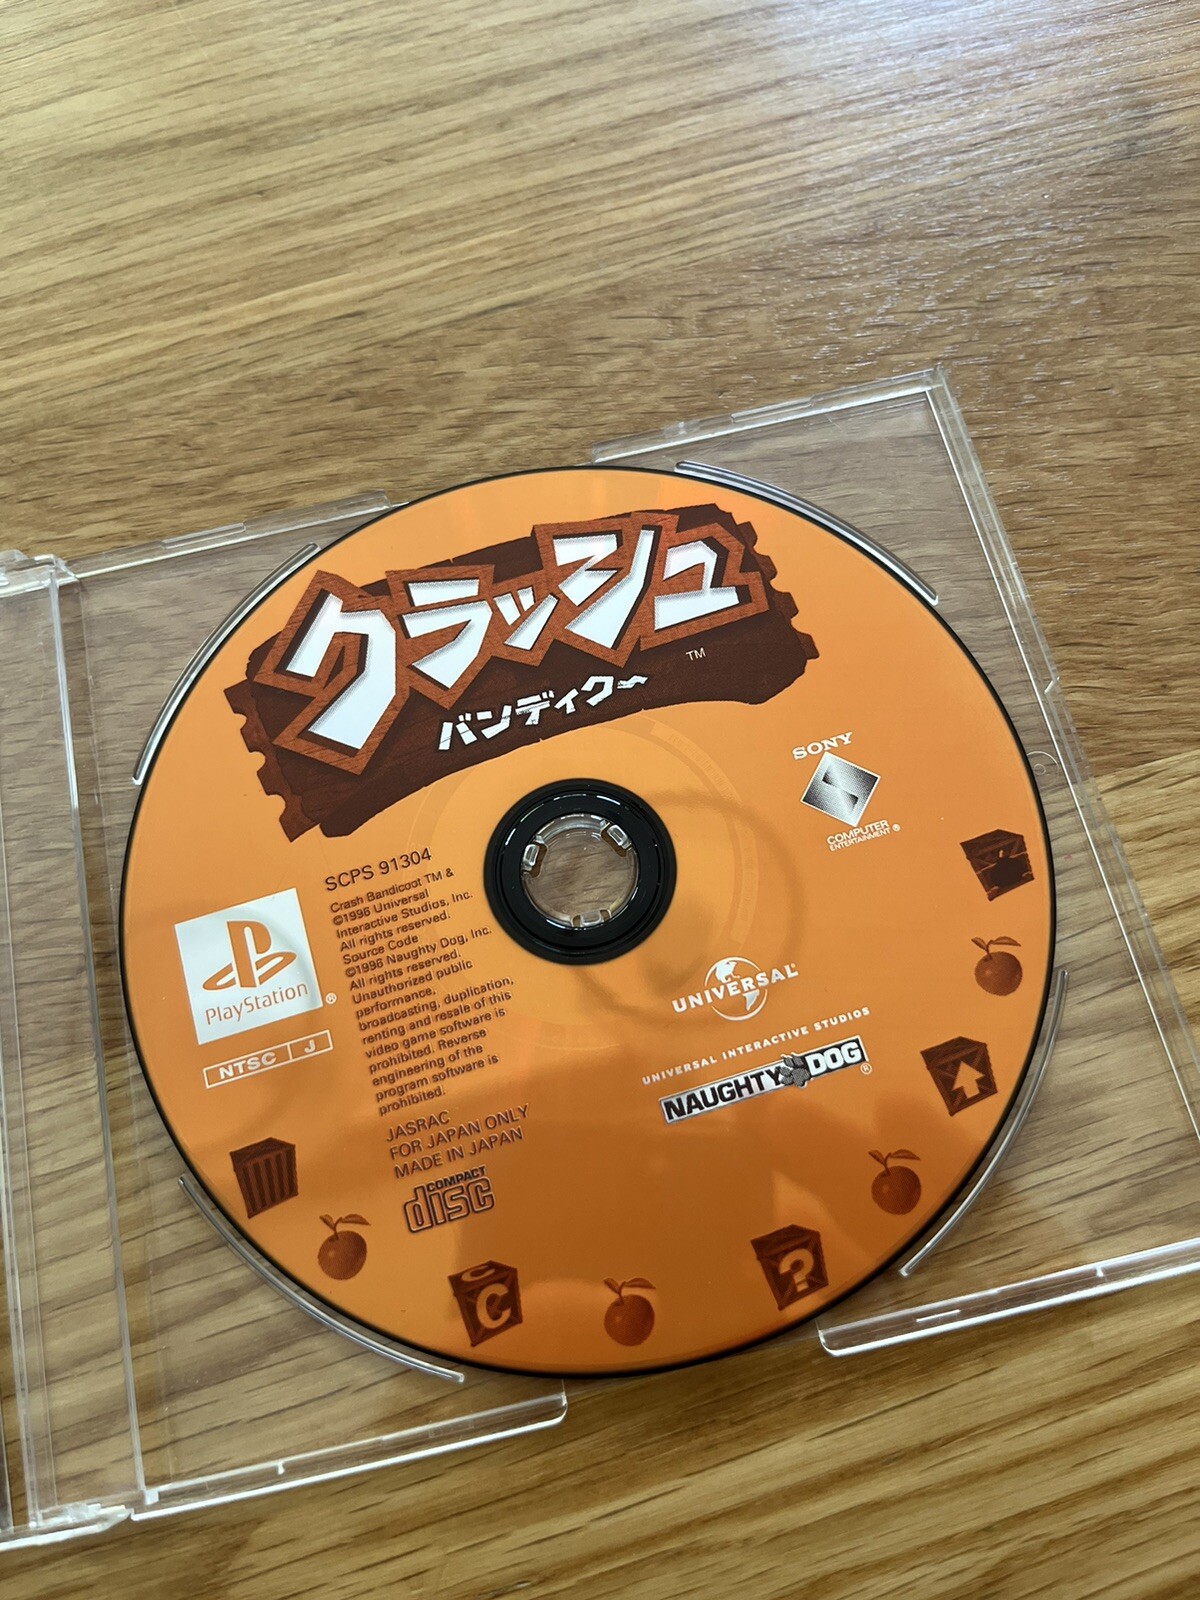 クラッシュ
バンディクー
TM
SONY
COMPUTER
ENTERTAINMENT®
SCPS 91304
Crash Bandicoot TM &
©1996 Universal
Interactive Studios, Inc.
All rights reserved.
Source Code
©1996 Naughty Dog, Inc.
All rights reserved.
Unauthorized public
performance,
broadcasting, duplication,
renting and resale of this
video game software is
prohibited. Reverse
engineering of the
program software is
prohibited.
JASRAC
FOR JAPAN ONLY
MADE IN JAPAN
COMPACT
disc
PlayStation®
NTSC J
UNIVERSAL®
UNIVERSAL INTERACTIVE STUDIOS
NAUGHTY DOG®
C
?